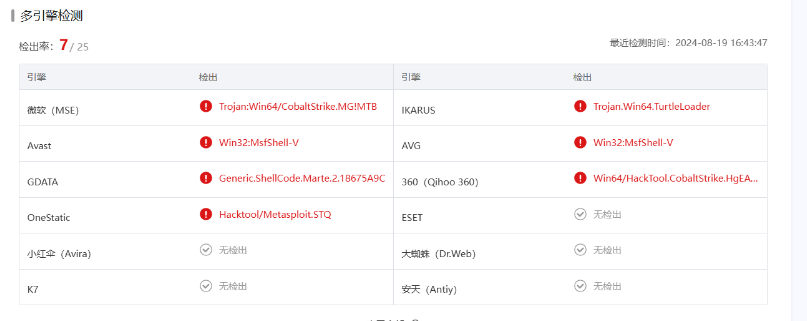 多引擎检测
检出率：7 / 25 最近检测时间：2024-08-19 16:43:47
引擎 检出 引擎 检出
微软（MSE） Trojan:Win64/CobaltStrike.MG!MTB IKARUS Trojan.Win64.TurtleLoader
Avast Win32:MsfShell-V AVG Win32:MsfShell-V
GDATA Generic.ShellCode.Marte.2.18675A9C 360（Qihoo 360） Win64/HackTool.CobaltStrike.HgEA...
OneStatic Hacktool/Metasploit.STQ ESET 无检出
小红伞（Avira） 无检出 大蜘蛛（Dr.Web） 无检出
K7 无检出 安天（Antiy） 无检出